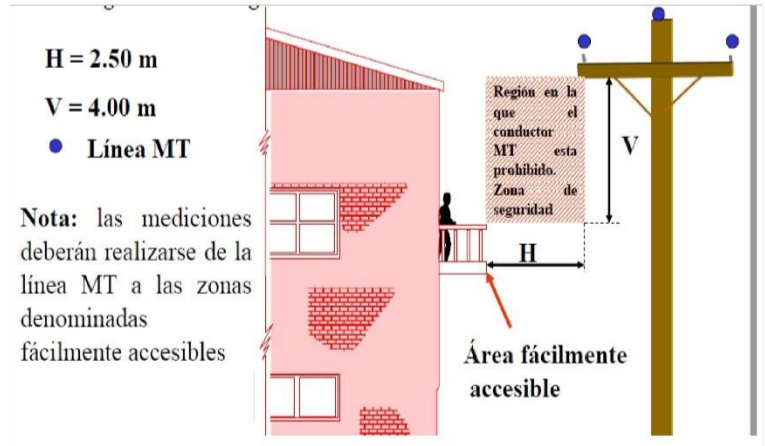 H = 2.50 m
V = 4.00 m
Línea MT
Nota: las mediciones
deberán realizarse de la
línea MT a las zonas
denominadas
fácilmente accesibles
Región en la
que el
conductor
MT esta
prohibido.
Zona de
seguridad
V
H
Área fácilmente
accesible